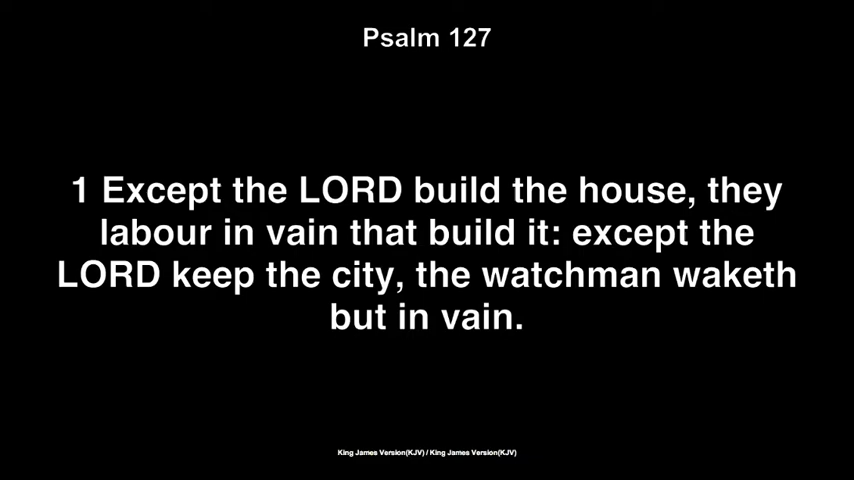 Psalm 127
1 Except the LORD build the house, they
labour in vain that build it: except the
LORD keep the city, the watchman waketh
but in vain.
King James Version(KJV) / King James Version(KJV)